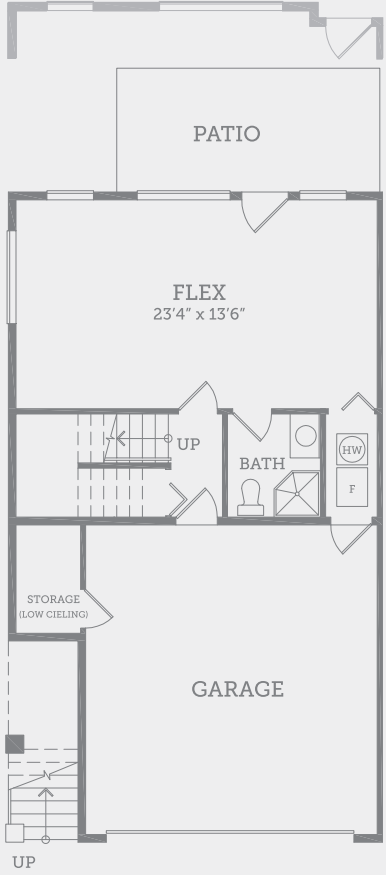 PATIO
FLEX
23'4" x 13'6"
UP
BATH
HW
F
STORAGE
(LOW CIELING)
GARAGE
UP